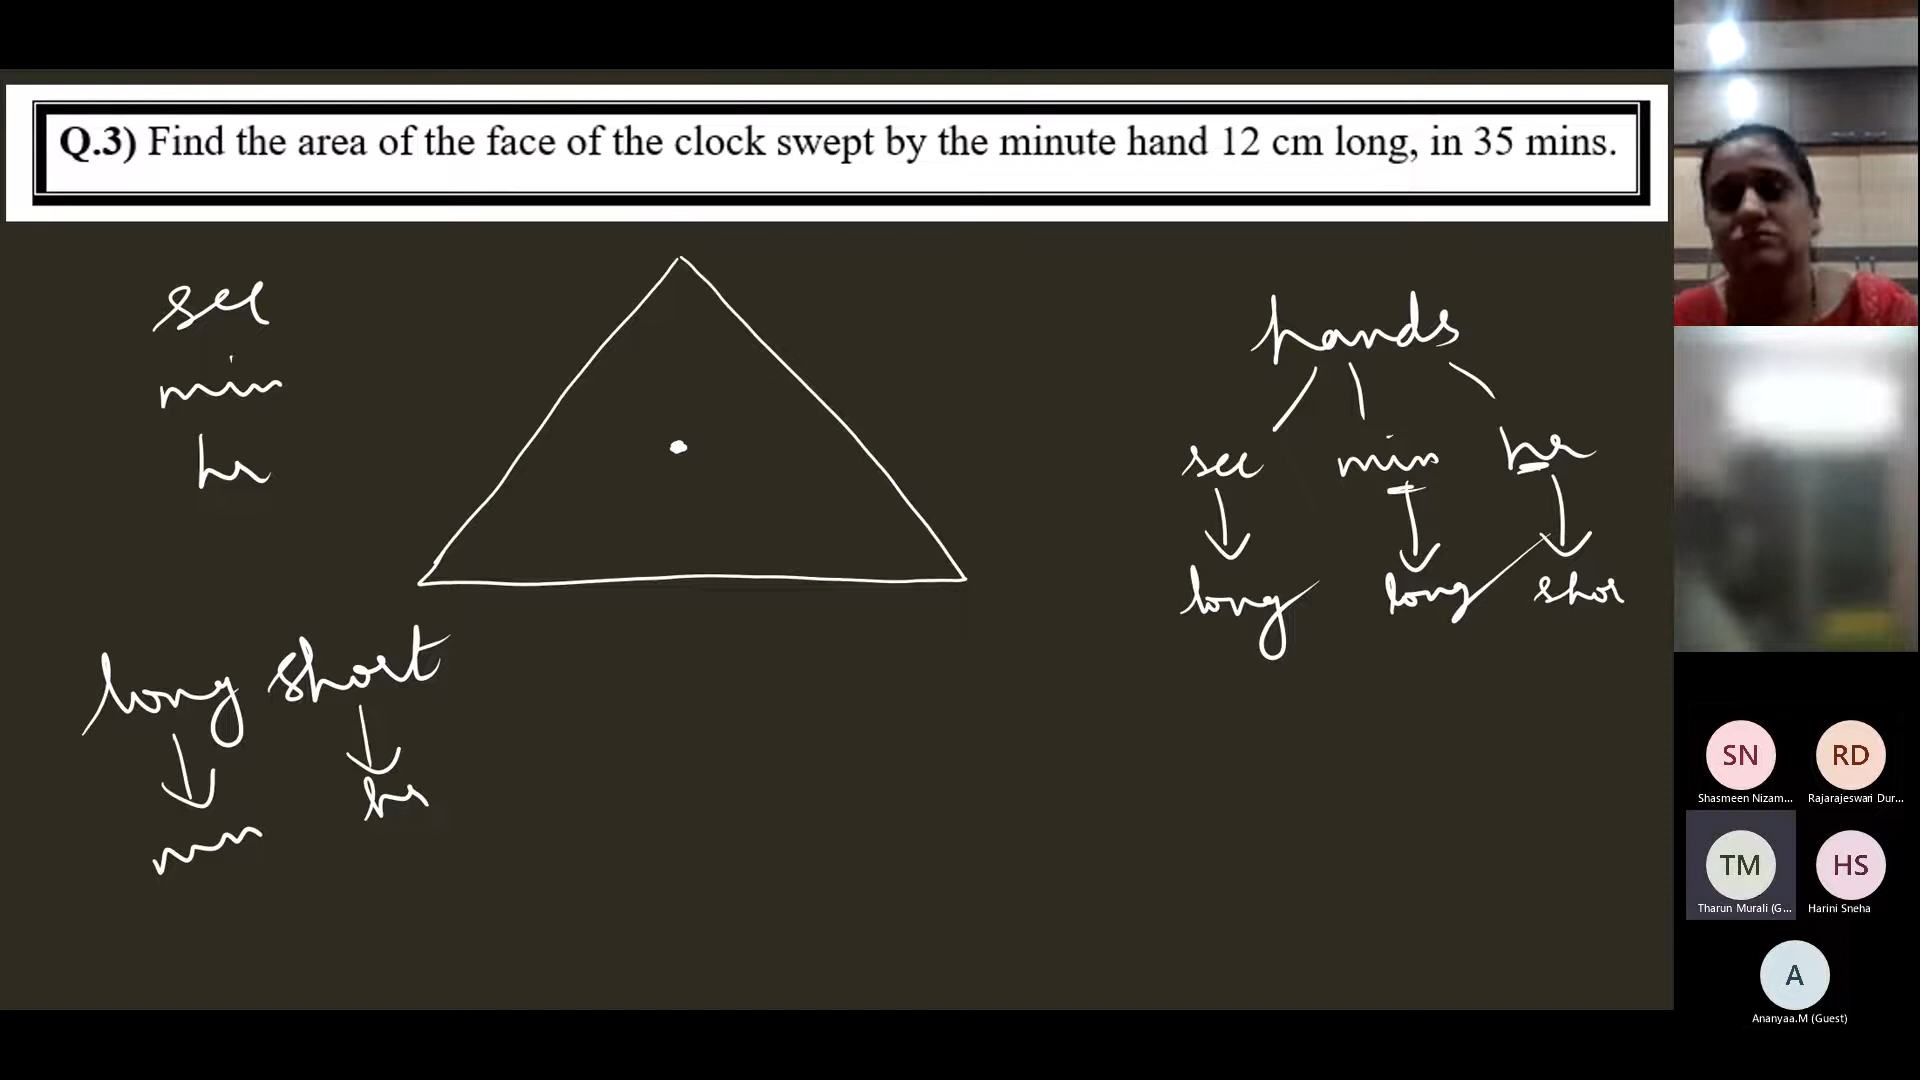 Q.3) Find the area of the face of the clock swept by the minute hand 12 cm long, in 35 mins.
sec
min
hr
hands
sec min hr
long long shor
long short
min hr
SN RD
Shasmeen Nizam... Rajarajeswari Dur...
TM HS
Tharun Murali (G... Harini Sneha
A
Ananyaa.M (Guest)